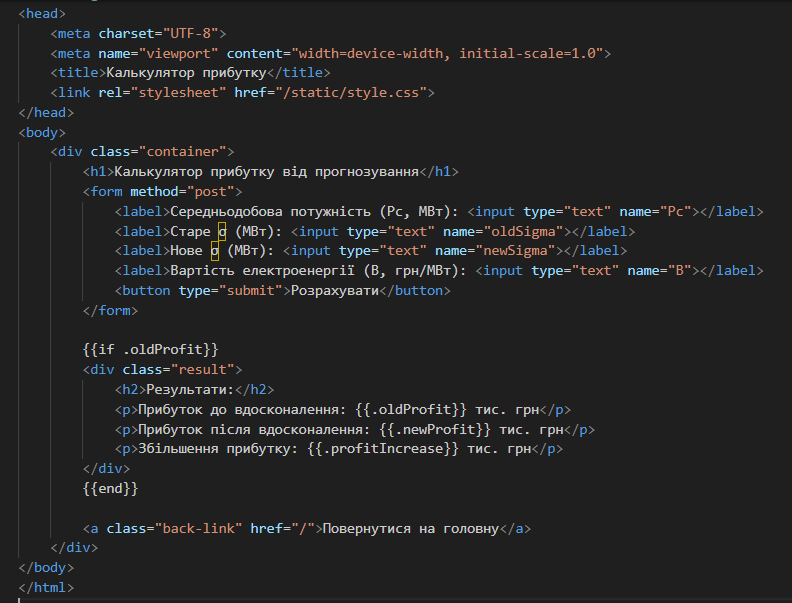 <head>
    <meta charset="UTF-8">
    <meta name="viewport" content="width=device-width, initial-scale=1.0">
    <title>Калькулятор прибутку</title>
    <link rel="stylesheet" href="/static/style.css">
</head>
<body>
    <div class="container">
        <h1>Калькулятор прибутку від прогнозування</h1>
        <form method="post">
            <label>Середньодобова потужність (Pc, МВт): <input type="text" name="Pc"></label>
            <label>Старе σ (МВт): <input type="text" name="oldSigma"></label>
            <label>Нове σ (МВт): <input type="text" name="newSigma"></label>
            <label>Вартість електроенергії (B, грн/МВт): <input type="text" name="B"></label>
            <button type="submit">Розрахувати</button>
        </form>

        {{if .oldProfit}}
        <div class="result">
            <h2>Результати:</h2>
            <p>Прибуток до вдосконалення: {{.oldProfit}} тис. грн</p>
            <p>Прибуток після вдосконалення: {{.newProfit}} тис. грн</p>
            <p>Збільшення прибутку: {{.profitIncrease}} тис. грн</p>
        </div>
        {{end}}

        <a class="back-link" href="/">Повернутися на головну</a>
    </div>
</body>
</html>